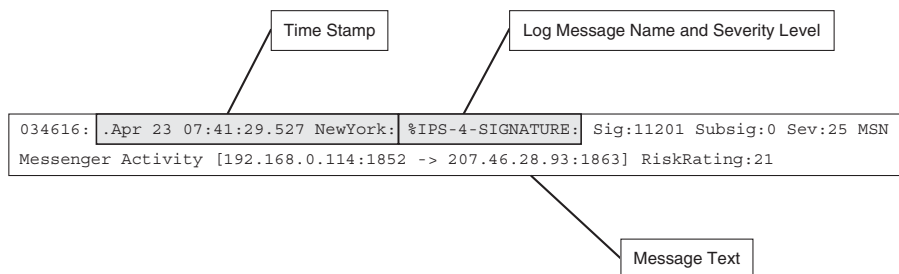 Time Stamp
Log Message Name and Severity Level
034616: .Apr 23 07:41:29.527 NewYork: %IPS-4-SIGNATURE: Sig:11201 Subsig:0 Sev:25 MSN
Messenger Activity [192.168.0.114:1852 -> 207.46.28.93:1863] RiskRating:21
Message Text